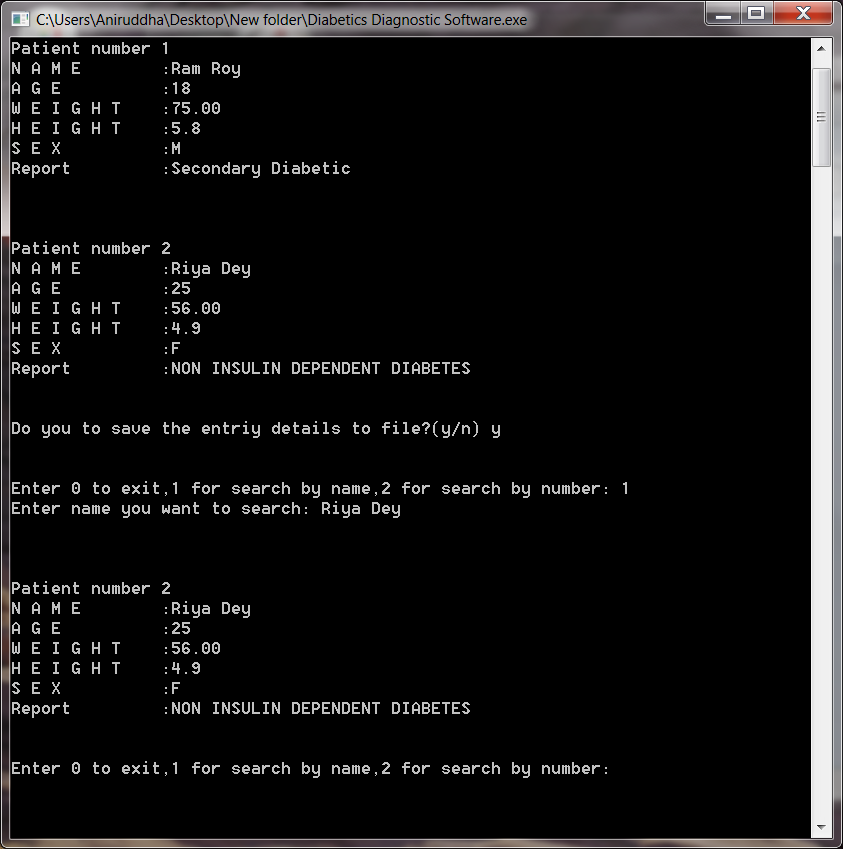 C:\Users\Aniruddha\Desktop\New folder\Diabetics Diagnostic Software.exe
Patient number 1
N A M E :Ram Roy
A G E :18
W E I G H T :75.00
H E I G H T :5.8
S E X :M
Report :Secondary Diabetic
Patient number 2
N A M E :Riya Dey
A G E :25
W E I G H T :56.00
H E I G H T :4.9
S E X :F
Report :NON INSULIN DEPENDENT DIABETES
Do you to save the entriy details to file?(y/n) y
Enter 0 to exit,1 for search by name,2 for search by number: 1
Enter name you want to search: Riya Dey
Patient number 2
N A M E :Riya Dey
A G E :25
W E I G H T :56.00
H E I G H T :4.9
S E X :F
Report :NON INSULIN DEPENDENT DIABETES
Enter 0 to exit,1 for search by name,2 for search by number: